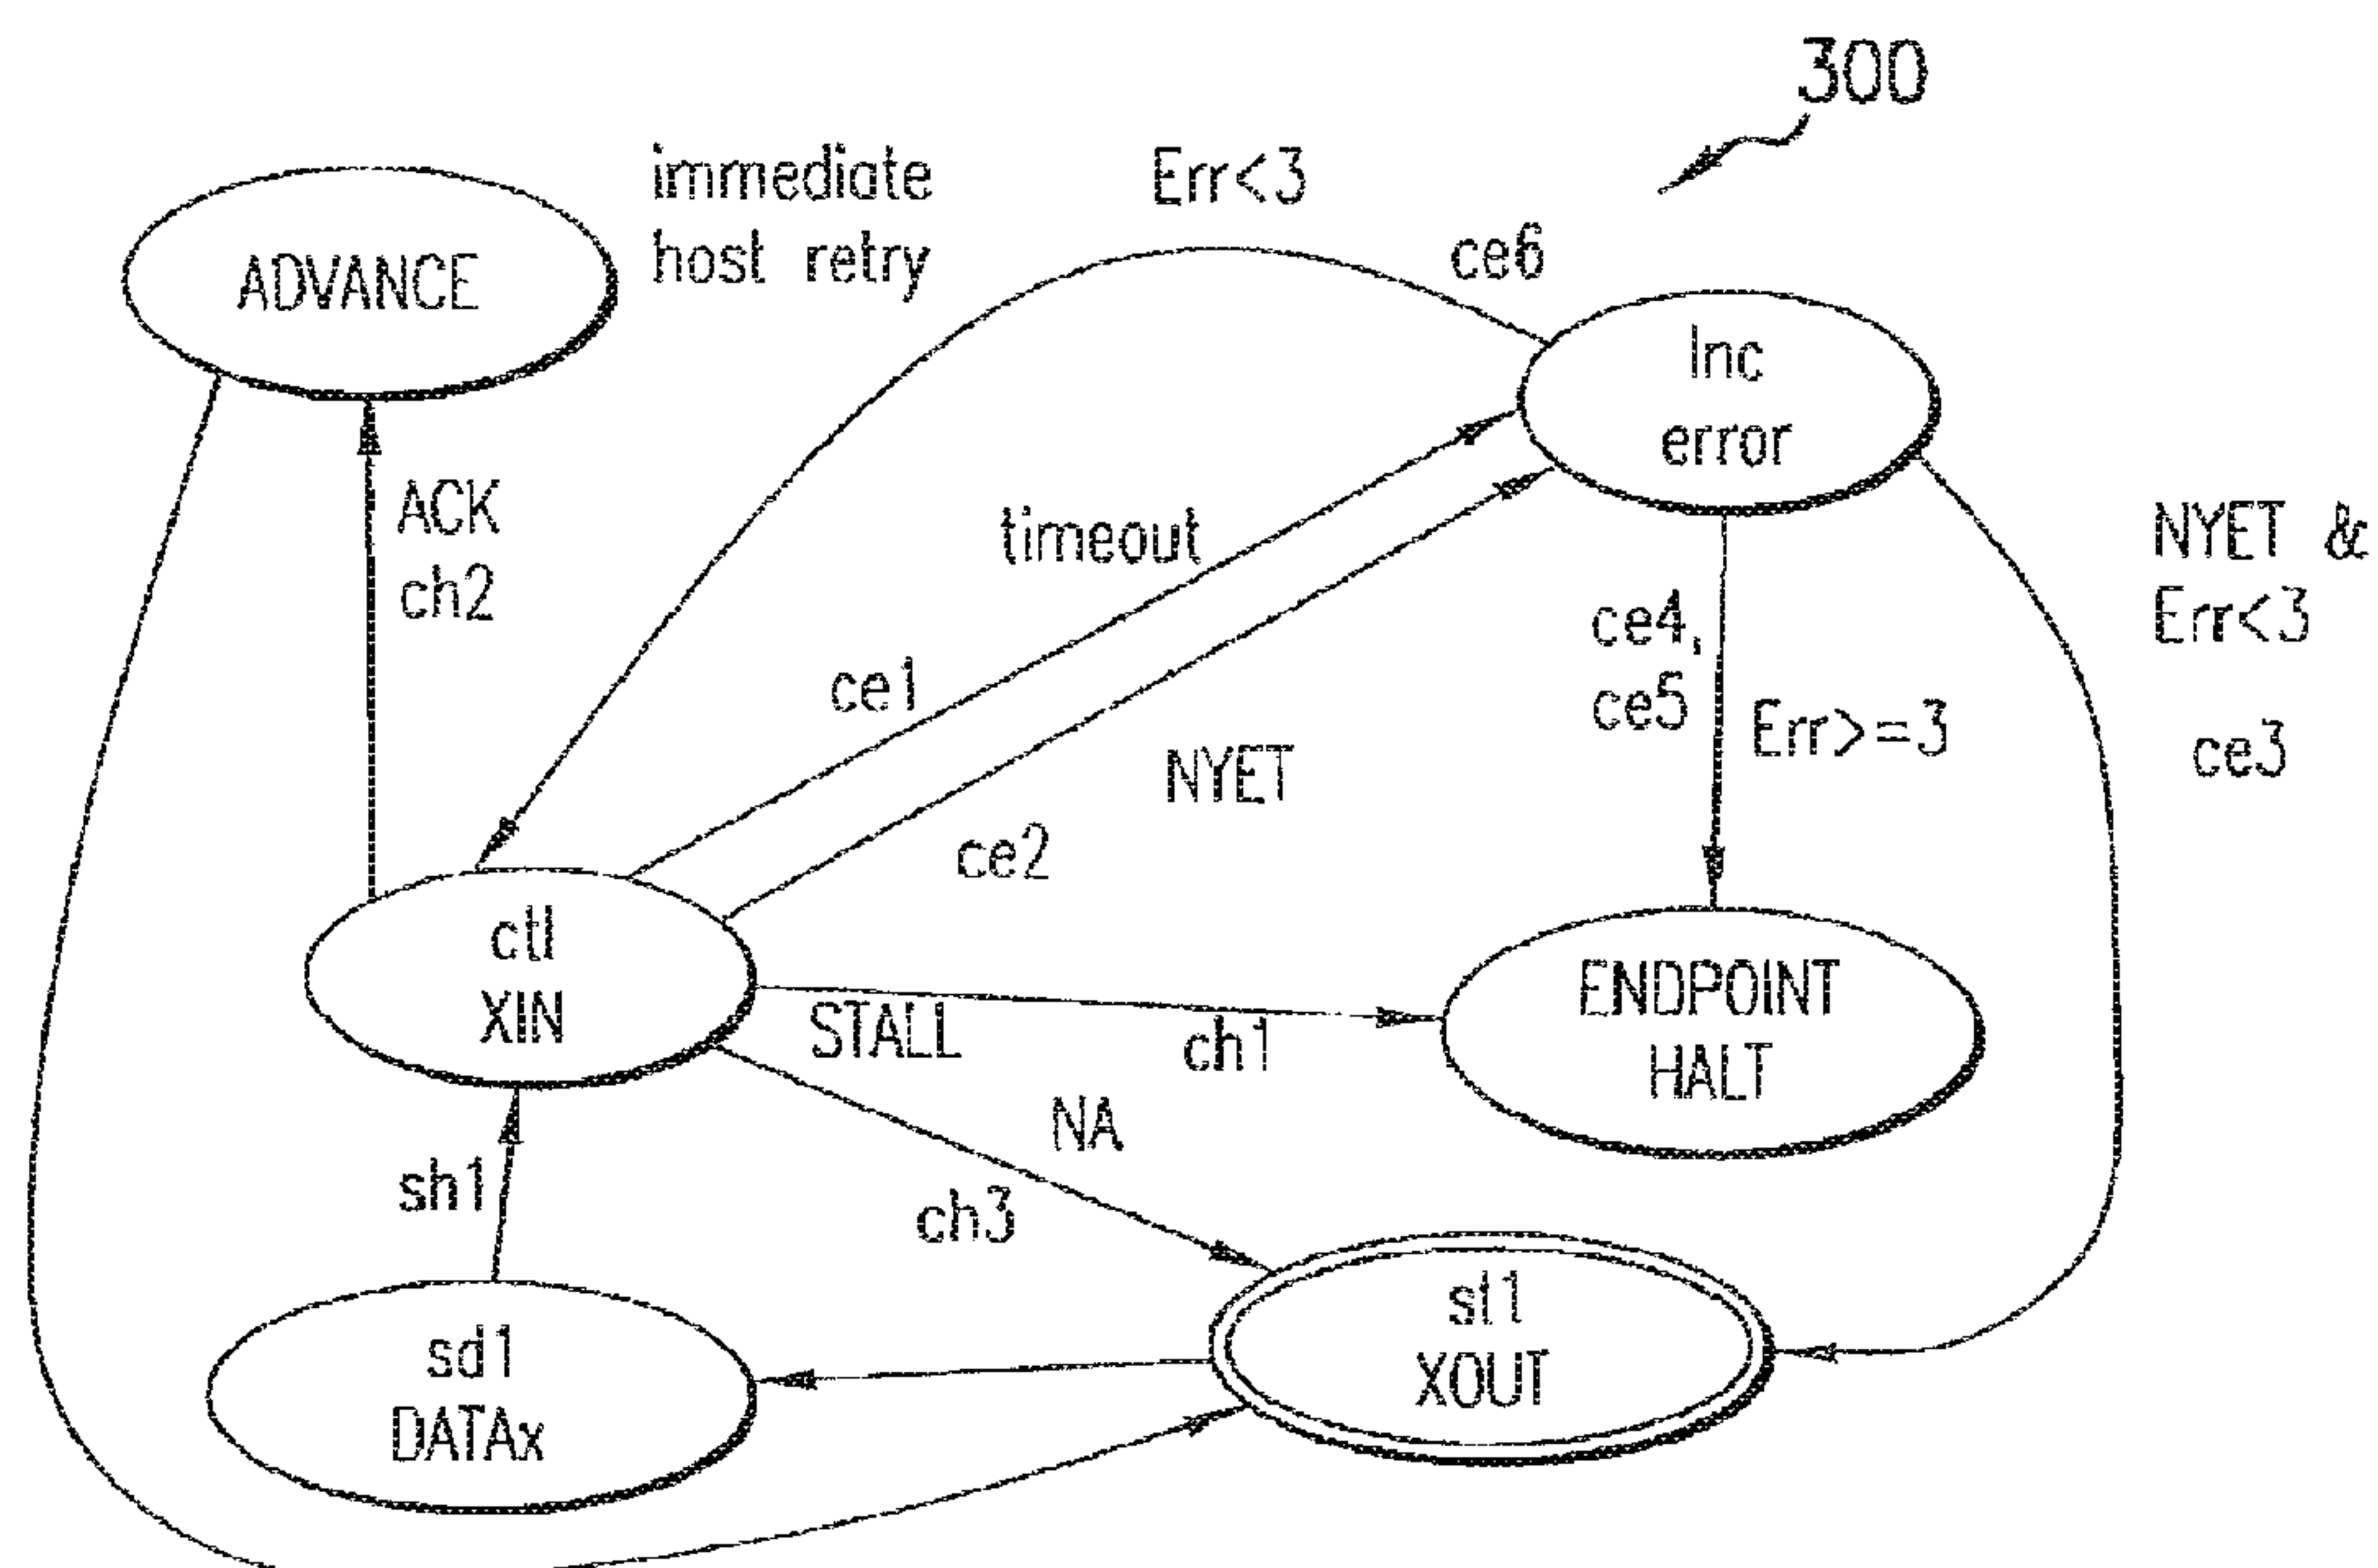 300
immediate
host retry
Err<3
ce6
ADVANCE
Inc
error
ACK
ch2
timeout
NYET &
Err<3
ce4,
ce5
Err>=3
ce3
ce1
NYET
ce2
ctl
XIN
STALL
ch1
ENDPOINT
HALT
NA
sh1
ch3
st1
XOUT
sd1
DATAx